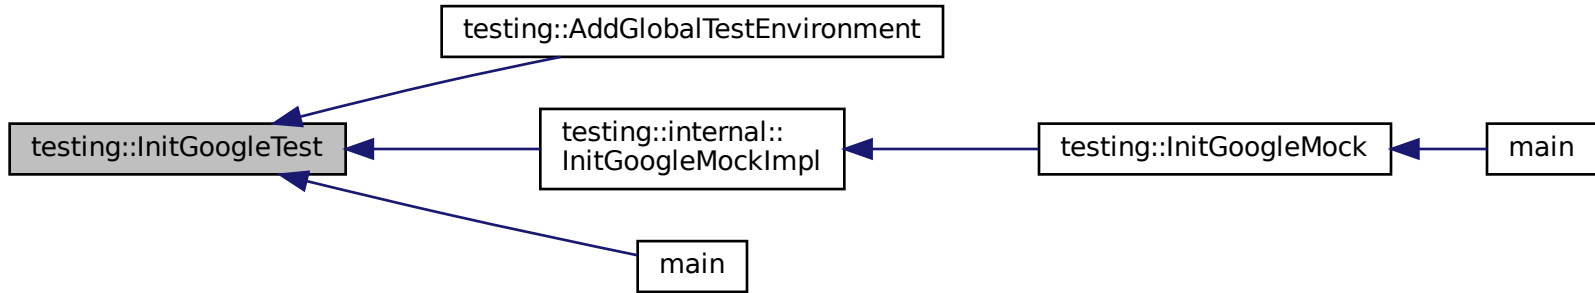 testing::AddGlobalTestEnvironment
testing::InitGoogleTest
testing::internal::
InitGoogleMockImpl
testing::InitGoogleMock
main
main